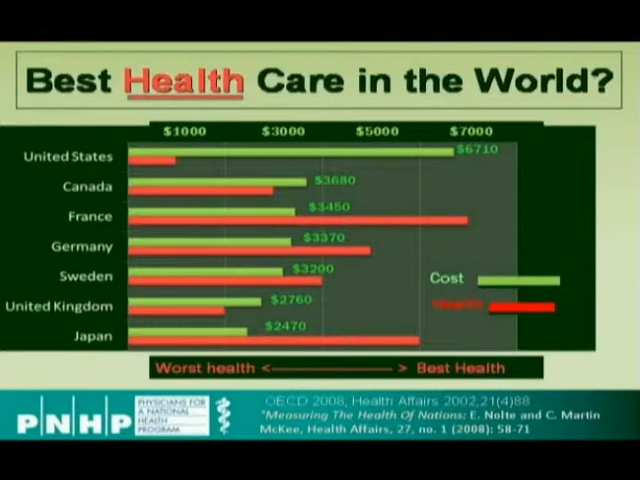 Best Health Care in the World?
$1000 $3000 $5000 $7000
United States $6710
Canada $3680
France $3450
Germany $3370
Sweden $3200
Cost
United Kingdom $2760
Health
Japan $2470
Worst health <-----------------> Best Health
PNHP
PHYSICIANS FOR
A NATIONAL
HEALTH
PROGRAM
OECD 2008; Health Affairs 2002,21(4)88
"Measuring The Health Of Nations: E. Nolte and C. Martin
McKee, Health Affairs, 27, no. 1 (2008): 58-71